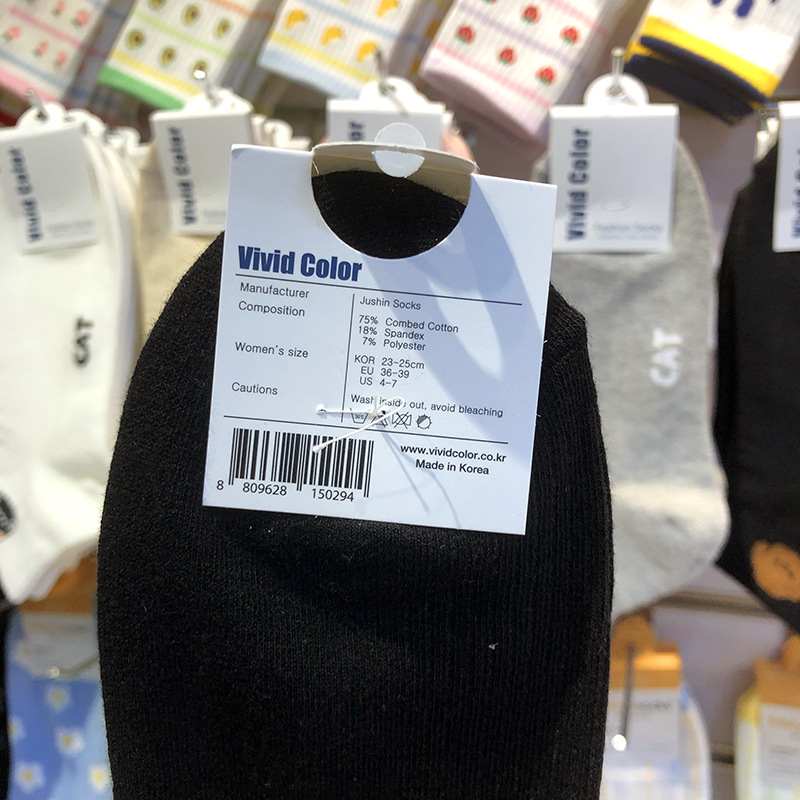 Vivid Color
Vivid Color
Vivid Color
Vivid Color
Manufacturer Jushin Socks
Composition 75% Combed Cotton
18% Spandex
7% Polyester
Women's size KOR 23-25cm
EU 36-39
US 4-7
Cautions Wash inside out, avoid bleaching
8 809628 150294
www.vividcolor.co.kr
Made in Korea
CAT
CAT